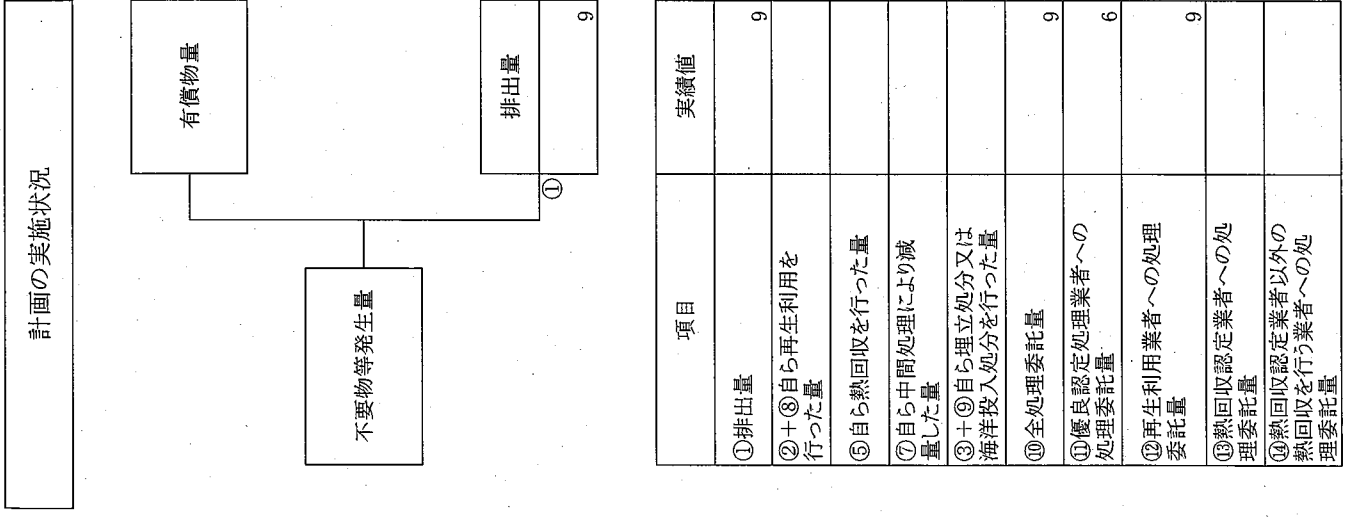 計画の実施状況
有償物量
不要物等発生量
排出量
①
9
項目
実績値
①排出量
9
②+⑧自ら再生利用を
行った量
⑤自ら熱回収を行った量
⑦自ら中間処理により減
量した量
③+⑨自ら埋立処分又は
海洋投入処分を行った量
⑩全処理委託量
9
⑪優良認定処理業者への
処理委託量
6
⑫再生利用業者への処理
委託量
9
⑬熱回収認定業者への処
理委託量
⑭熱回収認定業者以外の
熱回収を行う業者への処
理委託量